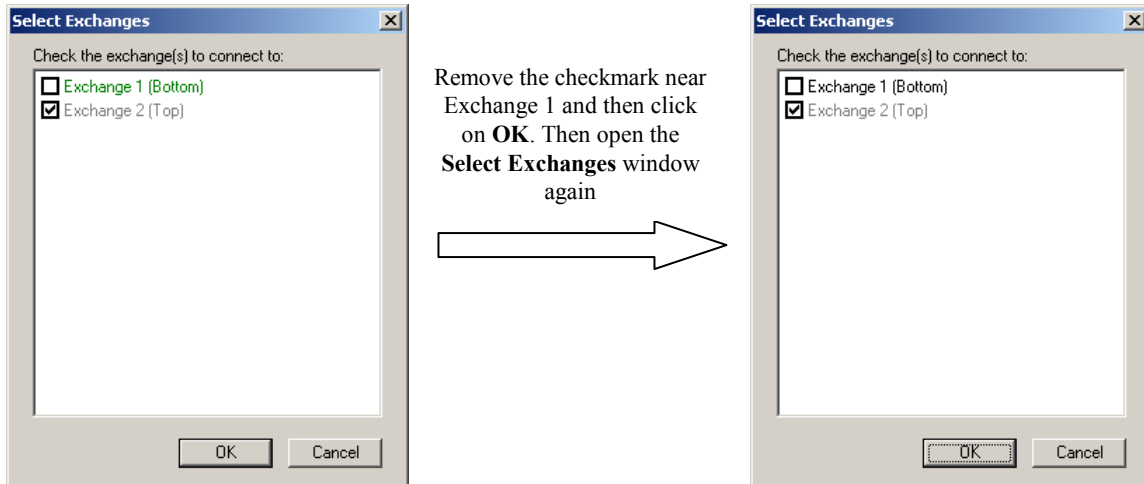 Select Exchanges
Check the exchange(s) to connect to:
Exchange 1 (Bottom)
Exchange 2 (Top)
OK
Cancel
Remove the checkmark near
Exchange 1 and then click
on OK. Then open the
Select Exchanges window
again
Select Exchanges
Check the exchange(s) to connect to:
Exchange 1 (Bottom)
Exchange 2 (Top)
OK
Cancel